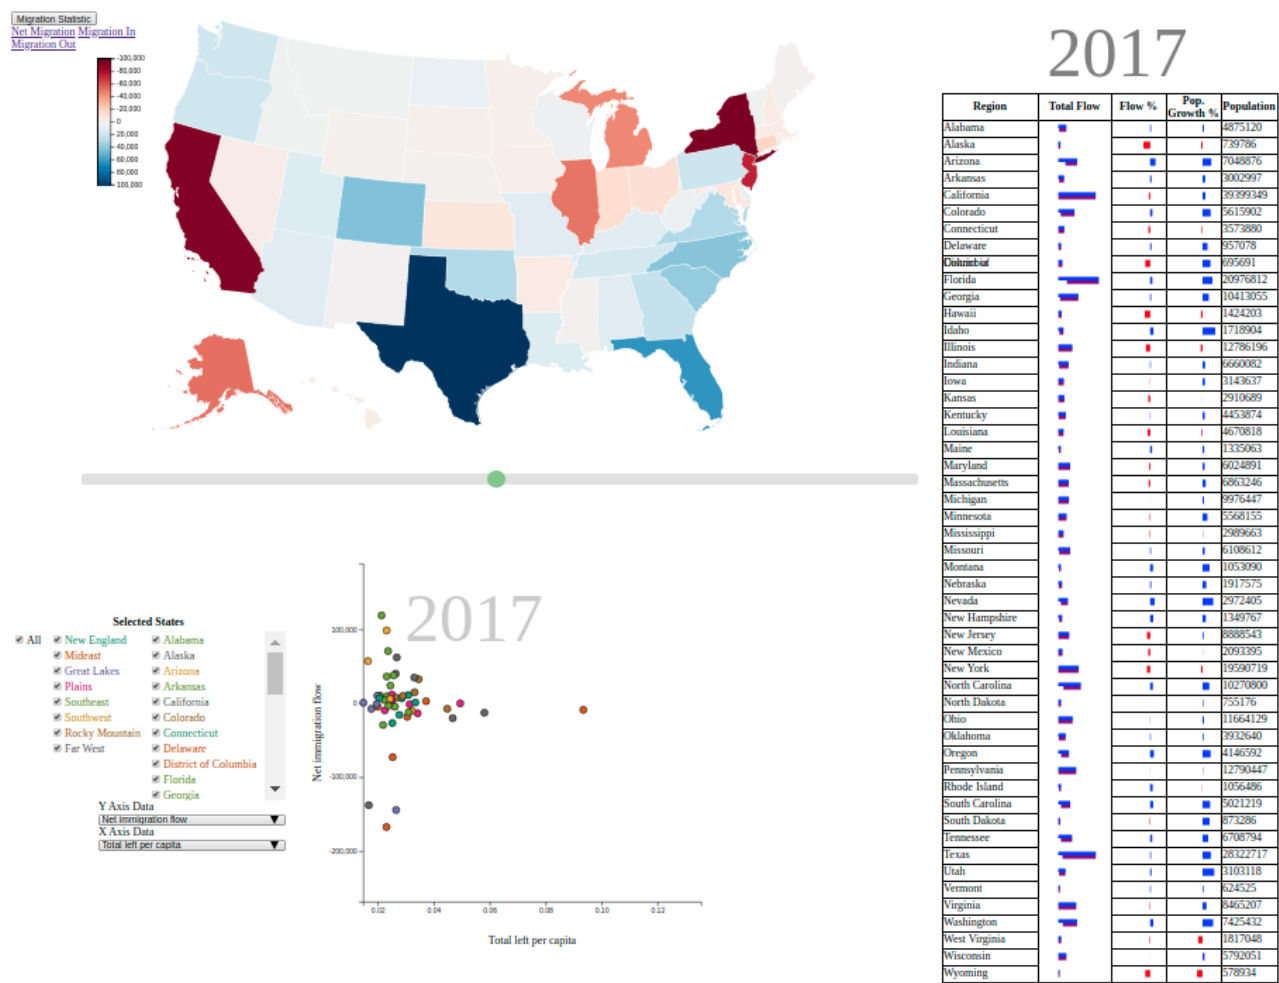 Migration Statistic
Net Migration Migration In
Migration Out
-100,000
-80,000
-60,000
-40,000
-20,000
0
20,000
40,000
60,000
80,000
100,000
2017
Region Total Flow Flow % Pop. Growth % Population
Alabama 4875120
Alaska 739786
Arizona 7048876
Arkansas 3002997
California 39399349
Colorado 5615902
Connecticut 3573880
Delaware 957078
District of Columbia 695691
Florida 20976812
Georgia 10413055
Hawaii 1424203
Idaho 1718904
Illinois 12786196
Indiana 6660082
Iowa 3143637
Kansas 2910689
Kentucky 4453874
Louisiana 4670818
Maine 1335063
Maryland 6024891
Massachusetts 6863246
Michigan 9976447
Minnesota 5568155
Mississippi 2989663
Missouri 6108612
Montana 1053090
Nebraska 1917575
Nevada 2972405
New Hampshire 1349767
New Jersey 8888543
New Mexico 2093395
New York 19590719
North Carolina 10270800
North Dakota 755176
Ohio 11664129
Oklahoma 3932640
Oregon 4146592
Pennsylvania 12790447
Rhode Island 1056486
South Carolina 5021219
South Dakota 873286
Tennessee 6708794
Texas 28322717
Utah 3103118
Vermont 624525
Virginia 8465207
Washington 7425432
West Virginia 1817048
Wisconsin 5792051
Wyoming 578934
Selected States
All New England Alabama
Mideast Alaska
Great Lakes Arizona
Plains Arkansas
Southeast California
Southwest Colorado
Rocky Mountain Connecticut
Far West Delaware
District of Columbia
Florida
Georgia
Y Axis Data
Net immigration flow
X Axis Data
Total left per capita
2017
Net immigration flow
100,000
0
-100,000
-200,000
0.02 0.04 0.06 0.08 0.10 0.12
Total left per capita